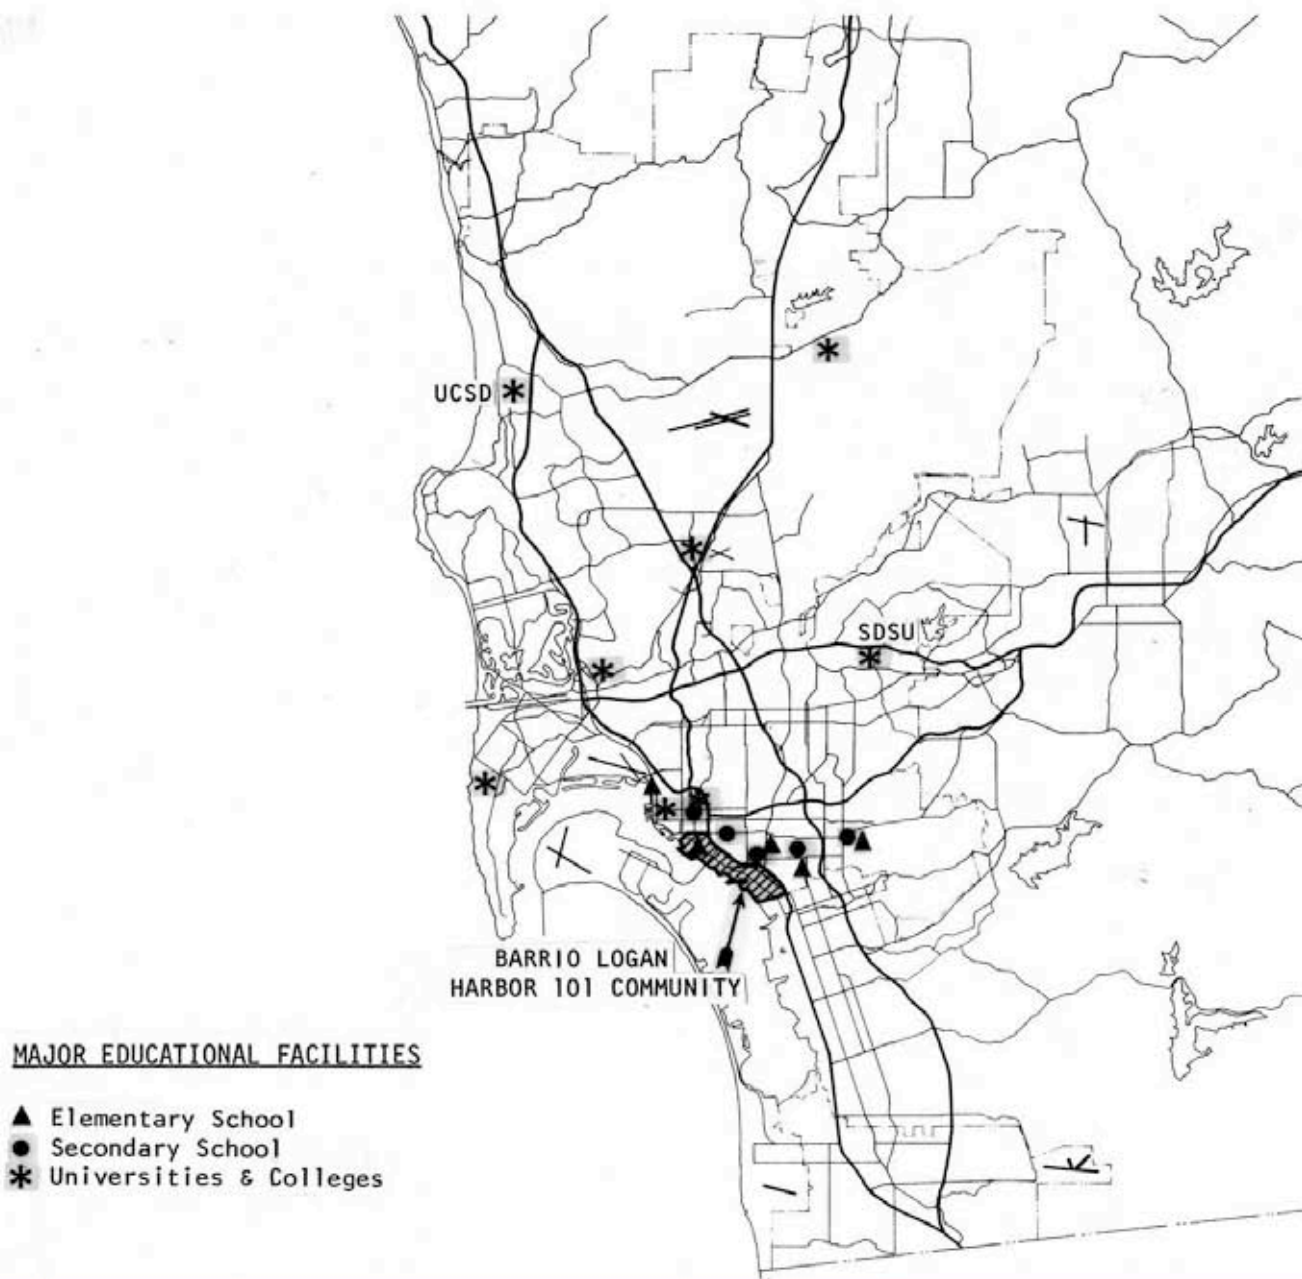 UCSD
SDSU
BARRIO LOGAN
HARBOR 101 COMMUNITY
MAJOR EDUCATIONAL FACILITIES
Elementary School
Secondary School
Universities & Colleges